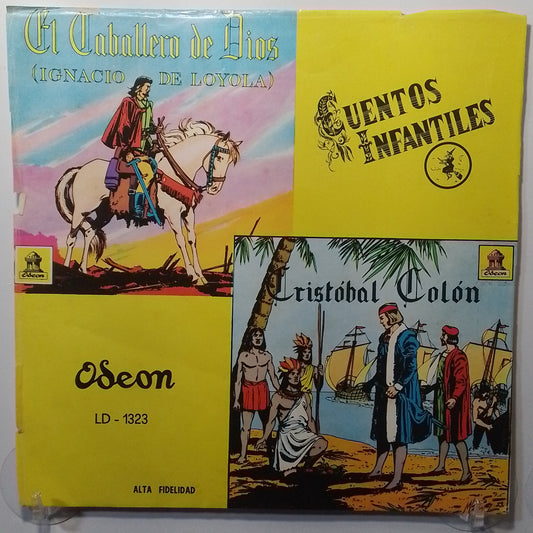 El Caballero de Dios
(IGNACIO DE LOYOLA)
CUENTOS
INFANTILES
Odeon
Cristóbal Colón
Odeon
Odeon
LD - 1323
ALTA FIDELIDAD